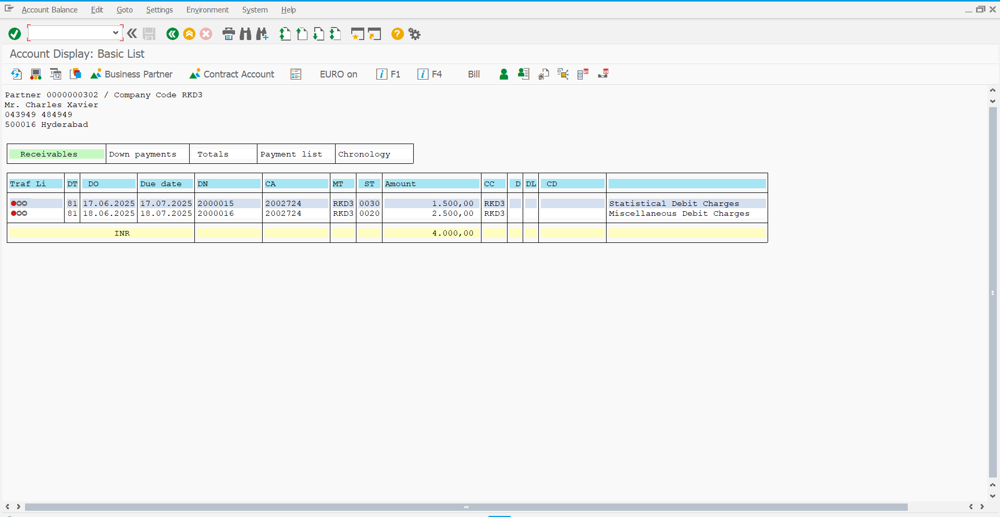 Account Balance Edit Goto Settings Environment System Help
Account Display: Basic List
Business Partner Contract Account EURO on F1 F4 Bill
Partner 0000000302 / Company Code RKD3
Mr. Charles Xavier
043949 484949
500016 Hyderabad
Receivables Down payments Totals Payment list Chronology
Traf Li DT DO Due date DN CA MT ST Amount CC D DL CD
81 17.06.2025 17.07.2025 2000015 2002724 RKD3 0030 1.500,00 RKD3 Statistical Debit Charges
81 18.06.2025 18.07.2025 2000016 2002724 RKD3 0020 2.500,00 RKD3 Miscellaneous Debit Charges
INR 4.000,00